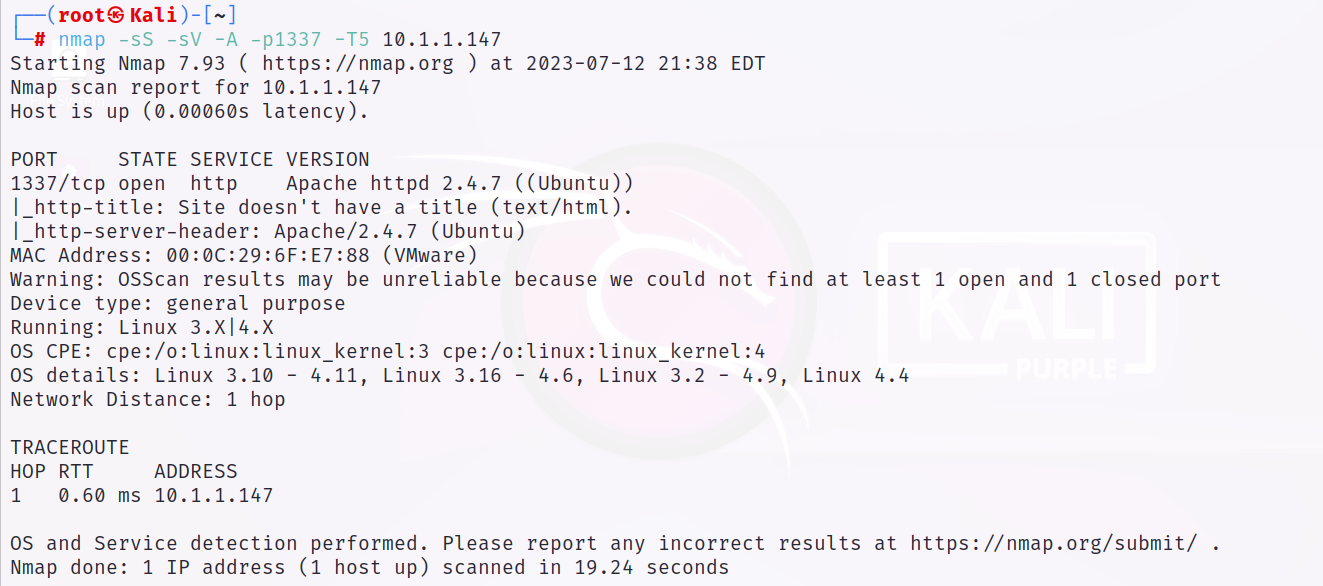 ┌──(root㉿Kali)-[~]
└─# nmap -sS -sV -A -p1337 -T5 10.1.1.147
Starting Nmap 7.93 ( https://nmap.org ) at 2023-07-12 21:38 EDT
Nmap scan report for 10.1.1.147
Host is up (0.00060s latency).

PORT     STATE SERVICE VERSION
1337/tcp open  http    Apache httpd 2.4.7 ((Ubuntu))
|_http-title: Site doesn't have a title (text/html).
|_http-server-header: Apache/2.4.7 (Ubuntu)
MAC Address: 00:0C:29:6F:E7:88 (VMware)
Warning: OSScan results may be unreliable because we could not find at least 1 open and 1 closed port
Device type: general purpose
Running: Linux 3.X|4.X
OS CPE: cpe:/o:linux:linux_kernel:3 cpe:/o:linux:linux_kernel:4
OS details: Linux 3.10 - 4.11, Linux 3.16 - 4.6, Linux 3.2 - 4.9, Linux 4.4
Network Distance: 1 hop

TRACEROUTE
HOP RTT     ADDRESS
1   0.60 ms 10.1.1.147

OS and Service detection performed. Please report any incorrect results at https://nmap.org/submit/ .
Nmap done: 1 IP address (1 host up) scanned in 19.24 seconds
KALI
PURPLE